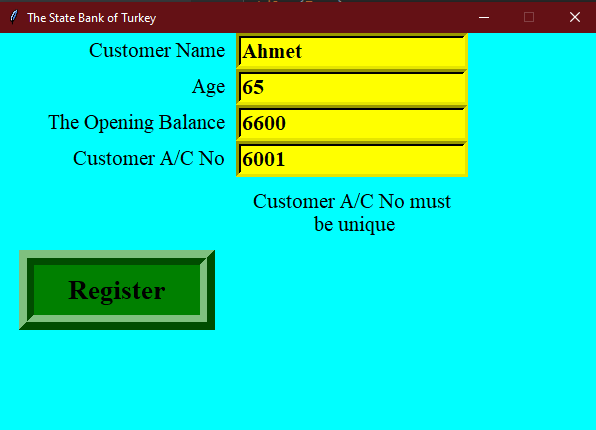 The State Bank of Turkey
Customer Name Ahmet
Age 65
The Opening Balance 6600
Customer A/C No 6001
Customer A/C No must
be unique
Register